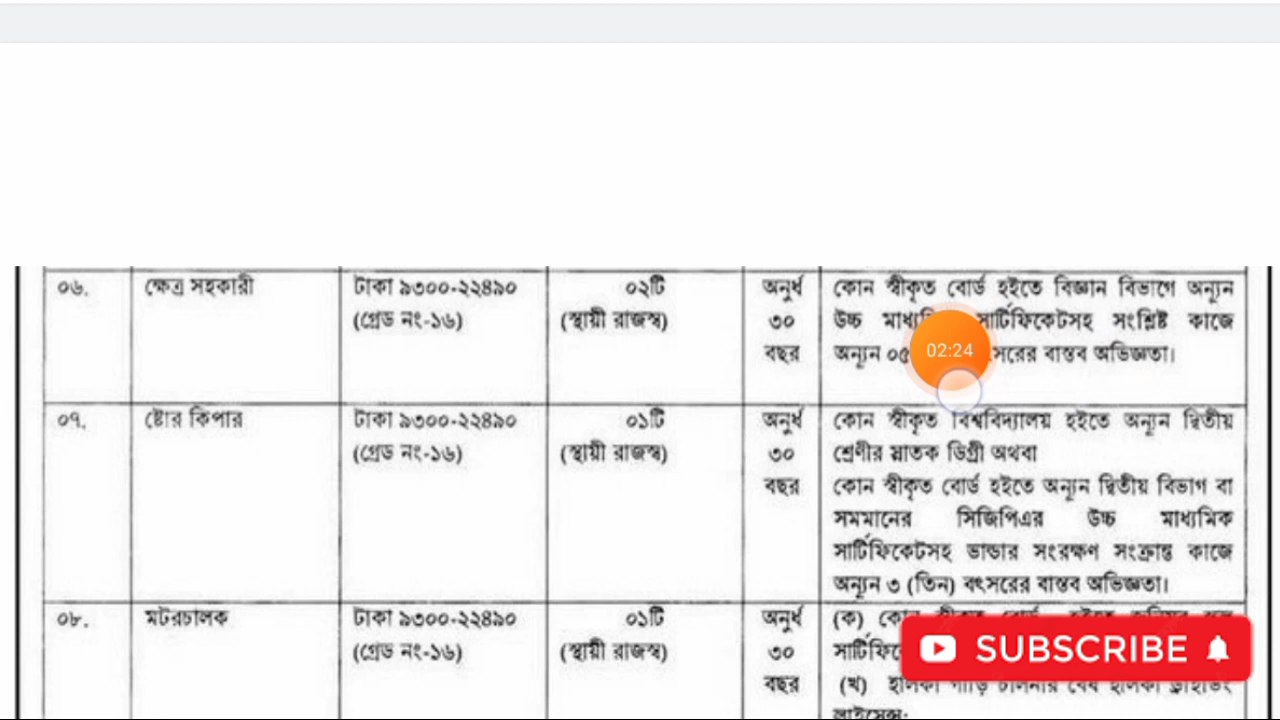 ০৬.
ক্ষেত্র সহকারী
টাকা ৯৩০০-২২৪৯০
(গ্রেড নং-১৬)
০২টি
(স্থায়ী রাজস্ব)
অনুর্ধ
৩০
বছর
কোন স্বীকৃত বোর্ড হইতে বিজ্ঞান বিভাগে অন্যূন
উচ্চ সার্টিফিকেটসহ সংশ্লিষ্ট কাজে
অন্যূন ০৫ বাস্তব অভিজ্ঞতা।
02:24
০৭.
ষ্টোর কিপার
টাকা ৯৩০০-২২৪৯০
(গ্রেড নং-১৬)
০১টি
(স্থায়ী রাজস্ব)
অনুর্ধ
৩০
বছর
কোন স্বীকৃত বিশ্ববিদ্যালয় হইতে অন্যূন দ্বিতীয়
শ্রেণীর স্নাতক ডিগ্রী অথবা
কোন স্বীকৃত বোর্ড হইতে অন্যূন দ্বিতীয় বিভাগ বা
সমমানের সিজিপিএর উচ্চ মাধ্যমিক
সার্টিফিকেটসহ ভান্ডার সংরক্ষণ সংক্রান্ত কাজে
অন্যূন ৩ (তিন) বৎসরের বাস্তব অভিজ্ঞতা।
০৮.
মটরচালক
টাকা ৯৩০০-২২৪৯০
(গ্রেড নং-১৬)
০১টি
(স্থায়ী রাজস্ব)
অনুর্ধ
৩০
বছর
(ক)
(খ)
SUBSCRIBE